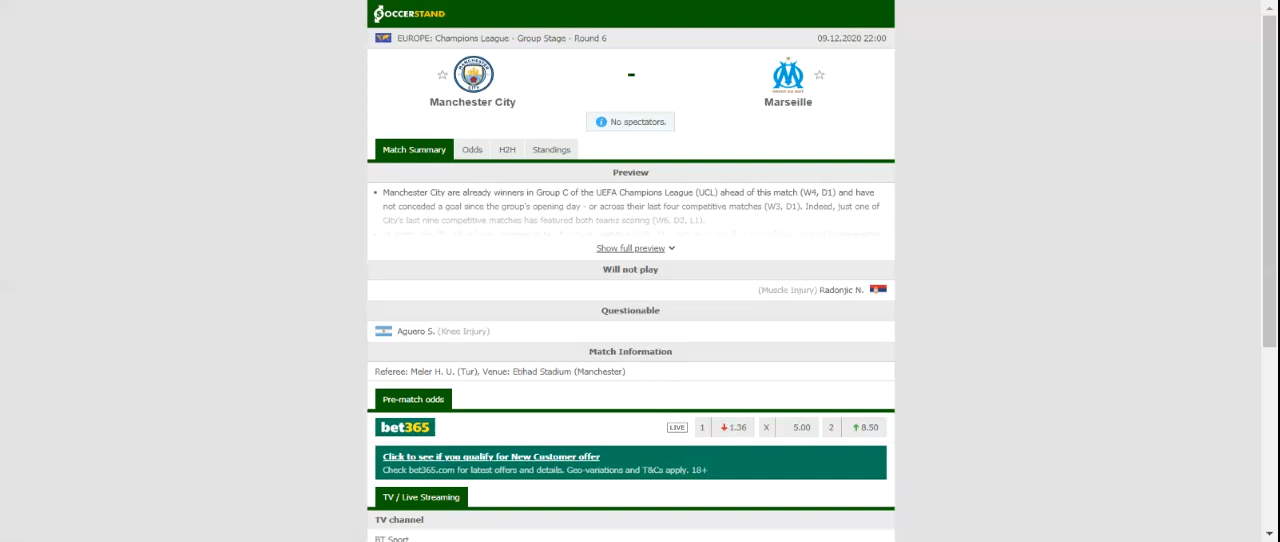 SOCCERSTAND
EUROPE: Champions League - Group Stage - Round 6 09.12.2020 22:00
-
Manchester City Marseille
No spectators.
Match Summary Odds H2H Standings
Preview
Manchester City are already winners in Group C of the UEFA Champions League (UCL) ahead of this match (W4, D1) and have
not conceded a goal since the group's opening day - or across their last four competitive matches (W3, D1). Indeed, just one of
City's last nine competitive matches has featured both teams scoring (W6, D2, L1).
Show full preview
Will not play
(Muscle Injury) Radonjic N.
Questionable
Aguero S. (Knee Injury)
Match Information
Referee: Meler H. U. (Tur), Venue: Etihad Stadium (Manchester)
Pre-match odds
bet365 LIVE 1 1.36 X 5.00 2 8.50
Click to see if you qualify for New Customer offer
Check bet365.com for latest offers and details. Geo-variations and T&Cs apply. 18+
TV / Live Streaming
TV channel
BT Sport